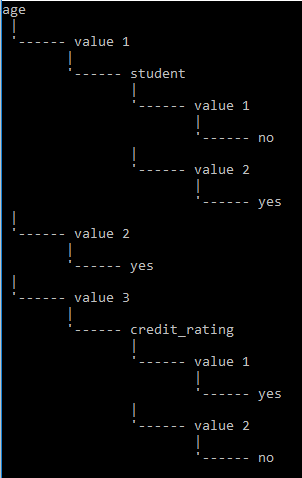 age
|
'------ value 1
|
'------ student
|
'------ value 1
|
'------ no
|
'------ value 2
|
'------ yes
|
'------ value 2
|
'------ yes
|
'------ value 3
|
'------ credit_rating
|
'------ value 1
|
'------ yes
|
'------ value 2
|
'------ no